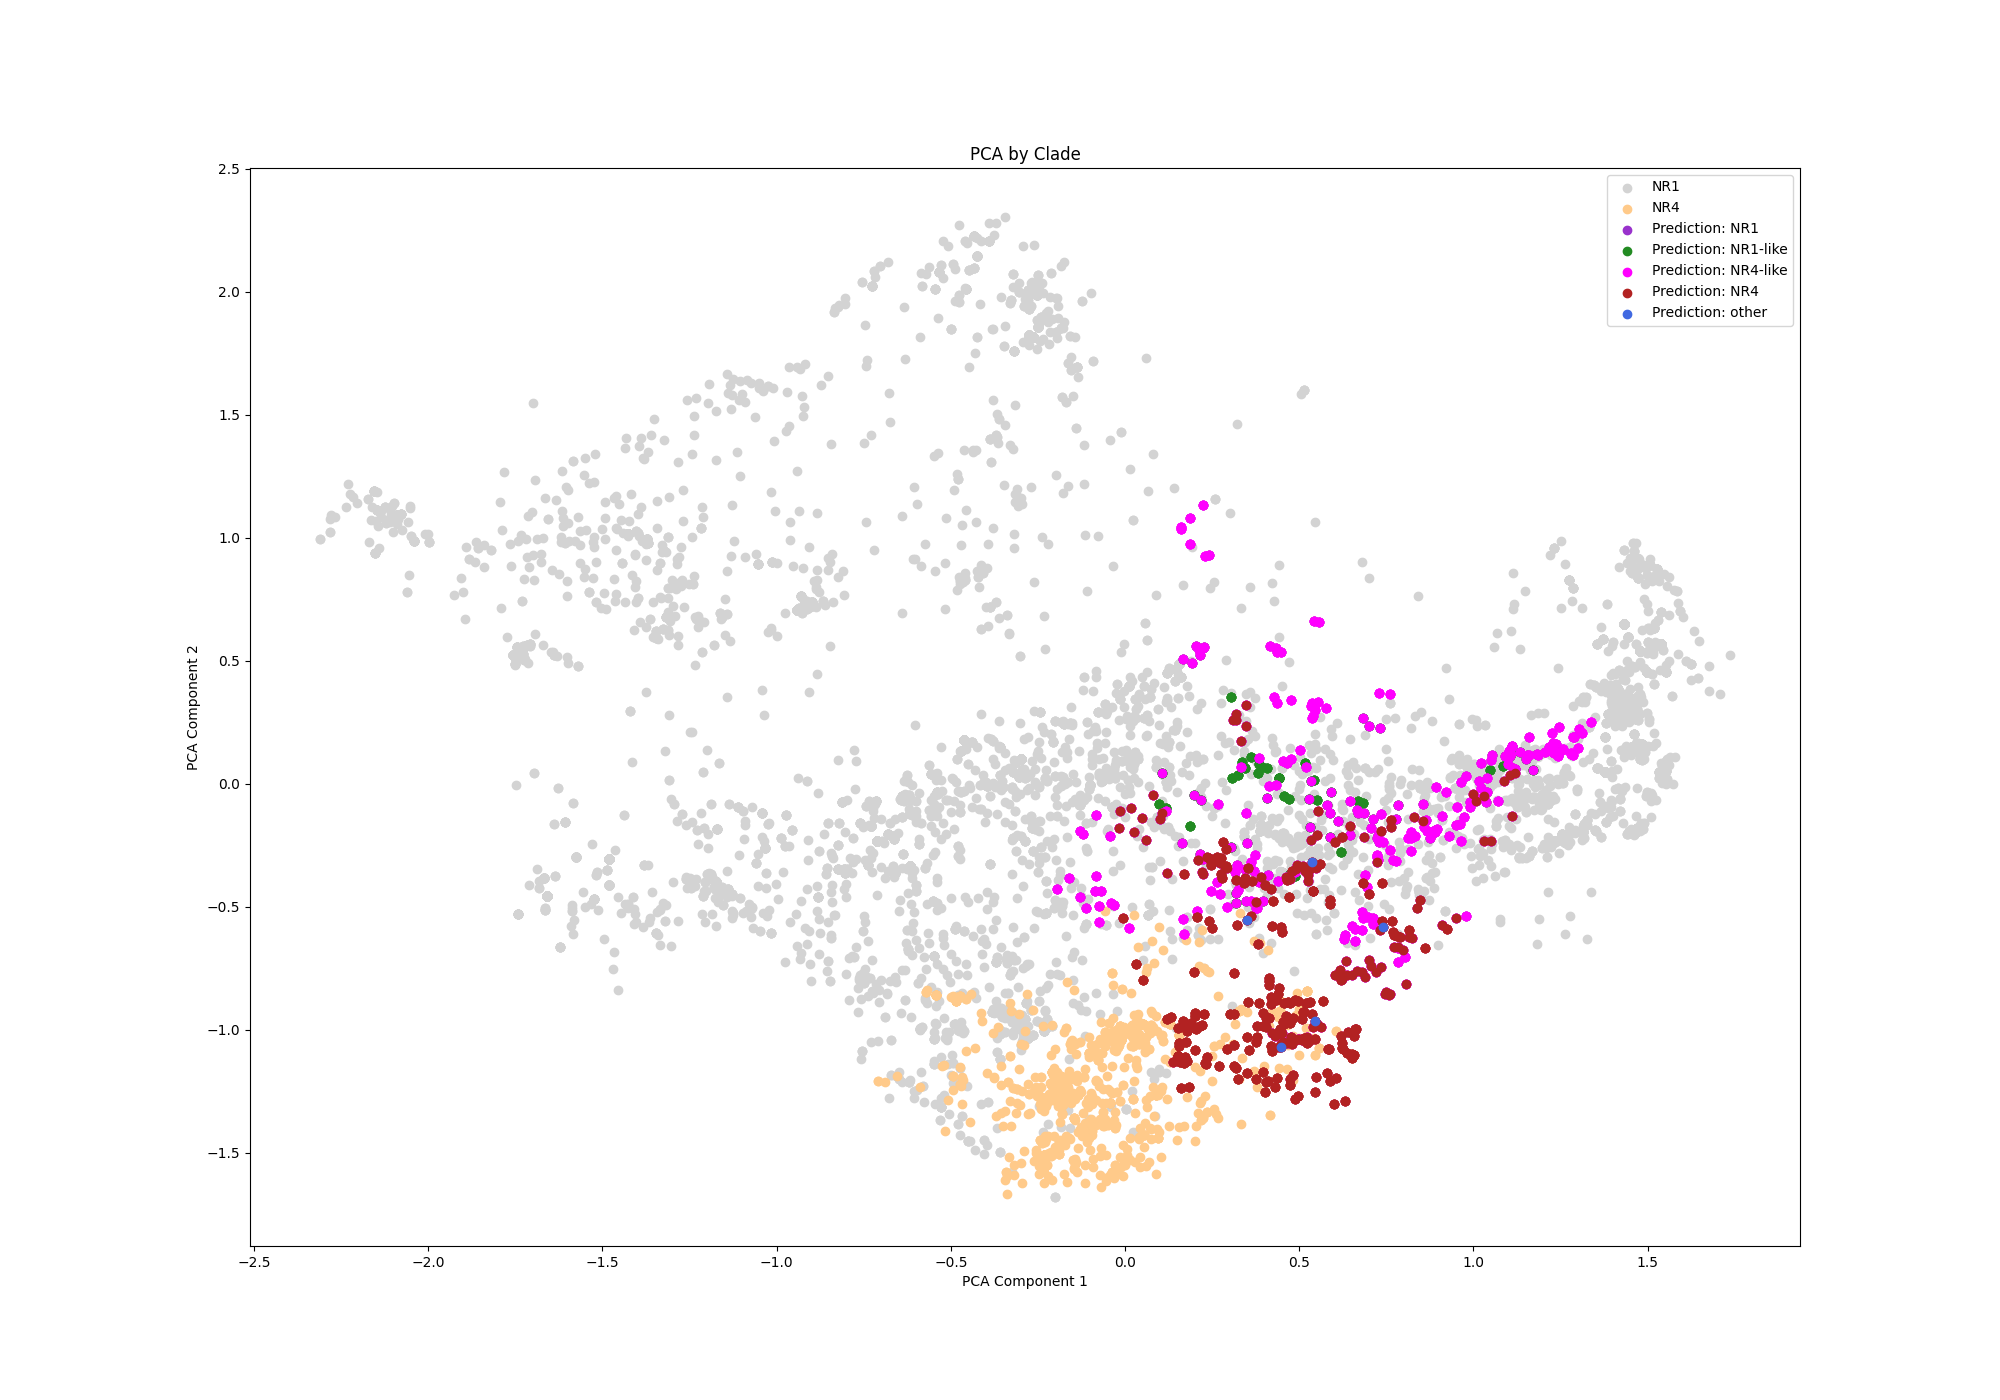 PCA by Clade
2.5
2.0
1.5
1.0
0.5
0.0
−0.5
−1.0
−1.5
PCA Component 2
NR1
NR4
Prediction: NR1
Prediction: NR1-like
Prediction: NR4-like
Prediction: NR4
Prediction: other
−2.5 −2.0 −1.5 −1.0 −0.5 0.0 0.5 1.0 1.5
PCA Component 1